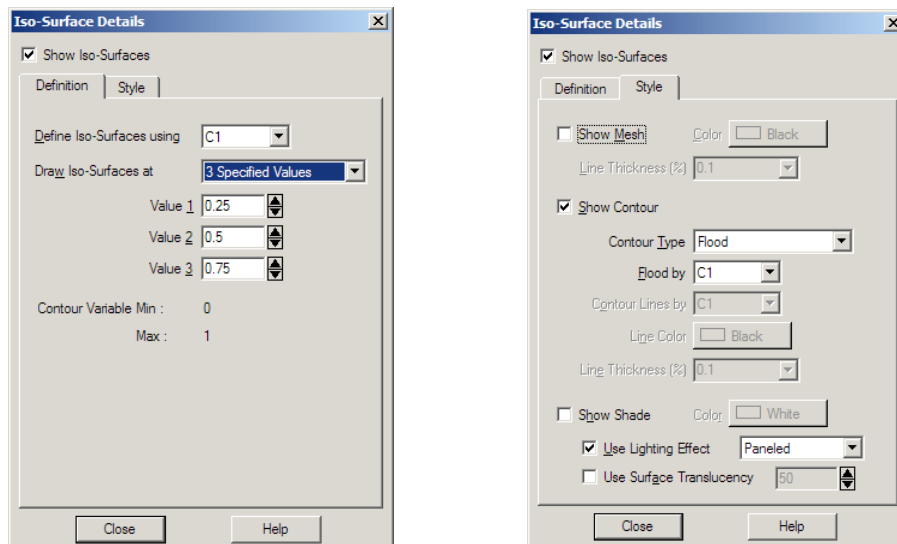 Iso-Surface Details
Show Iso-Surfaces
Definition Style
Define Iso-Surfaces using C1
Draw Iso-Surfaces at 3 Specified Values
Value 1 0.25
Value 2 0.5
Value 3 0.75
Contour Variable Min : 0
Max : 1
Close Help
Iso-Surface Details
Show Iso-Surfaces
Definition Style
Show Mesh Color Black
Line Thickness (%) 0.1
Show Contour
Contour Type Flood
Flood by C1
Contour Lines by C1
Line Color Black
Line Thickness (%) 0.1
Show Shade Color White
Use Lighting Effect Paneled
Use Surface Translucency 50
Close Help